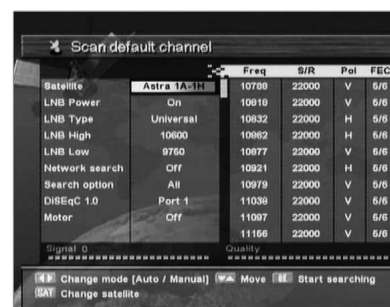 Scan default channel
Freq S/R Pol FEC
Satellite Astra 1A-1H 10788 22000 V 5/6
LNB Power On 10818 22000 V 5/6
LNB Type Universal 10832 22000 H 5/6
LNB High 10600 10862 22000 H 5/6
LNB Low 9750 10877 22000 V 5/6
Network search Off 10921 22000 H 5/6
Search option All 10979 22000 V 5/6
DiSEqC 1.0 Port 1 11038 22000 V 5/6
Motor Off 11097 22000 V 5/6
11156 22000 V 5/6
Signal 0 Quality
Change mode [Auto / Manual] Move OK Start searching
SAT Change satellite